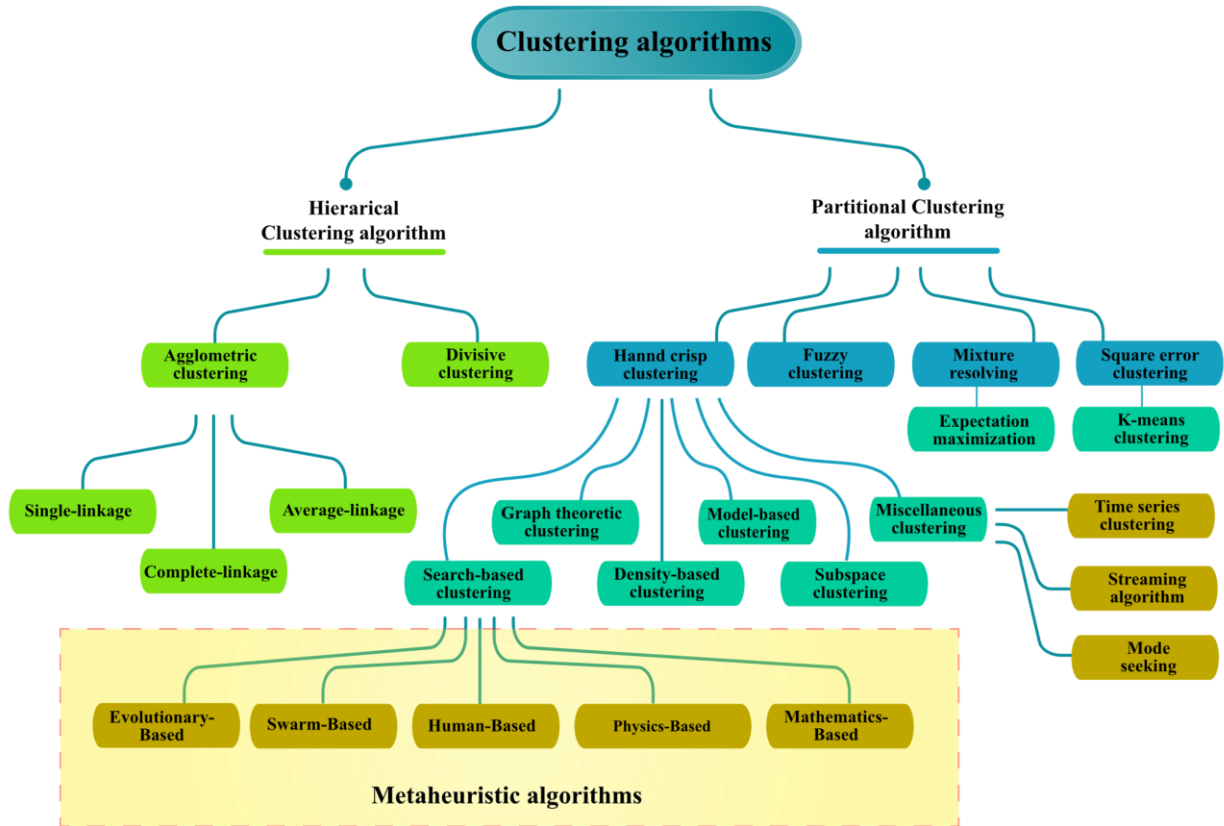 Clustering algorithms
Hierarical
Clustering algorithm
Partitional Clustering
algorithm
Agglometric
clustering
Divisive
clustering
Hannd crisp
clustering
Fuzzy
clustering
Mixture
resolving
Square error
clustering
Expectation
maximization
K-means
clustering
Single-linkage
Average-linkage
Complete-linkage
Graph theoretic
clustering
Model-based
clustering
Miscellaneous
clustering
Time series
clustering
Search-based
clustering
Density-based
clustering
Subspace
clustering
Streaming
algorithm
Mode
seeking
Evolutionary-
Based
Swarm-Based
Human-Based
Physics-Based
Mathematics-
Based
Metaheuristic algorithms